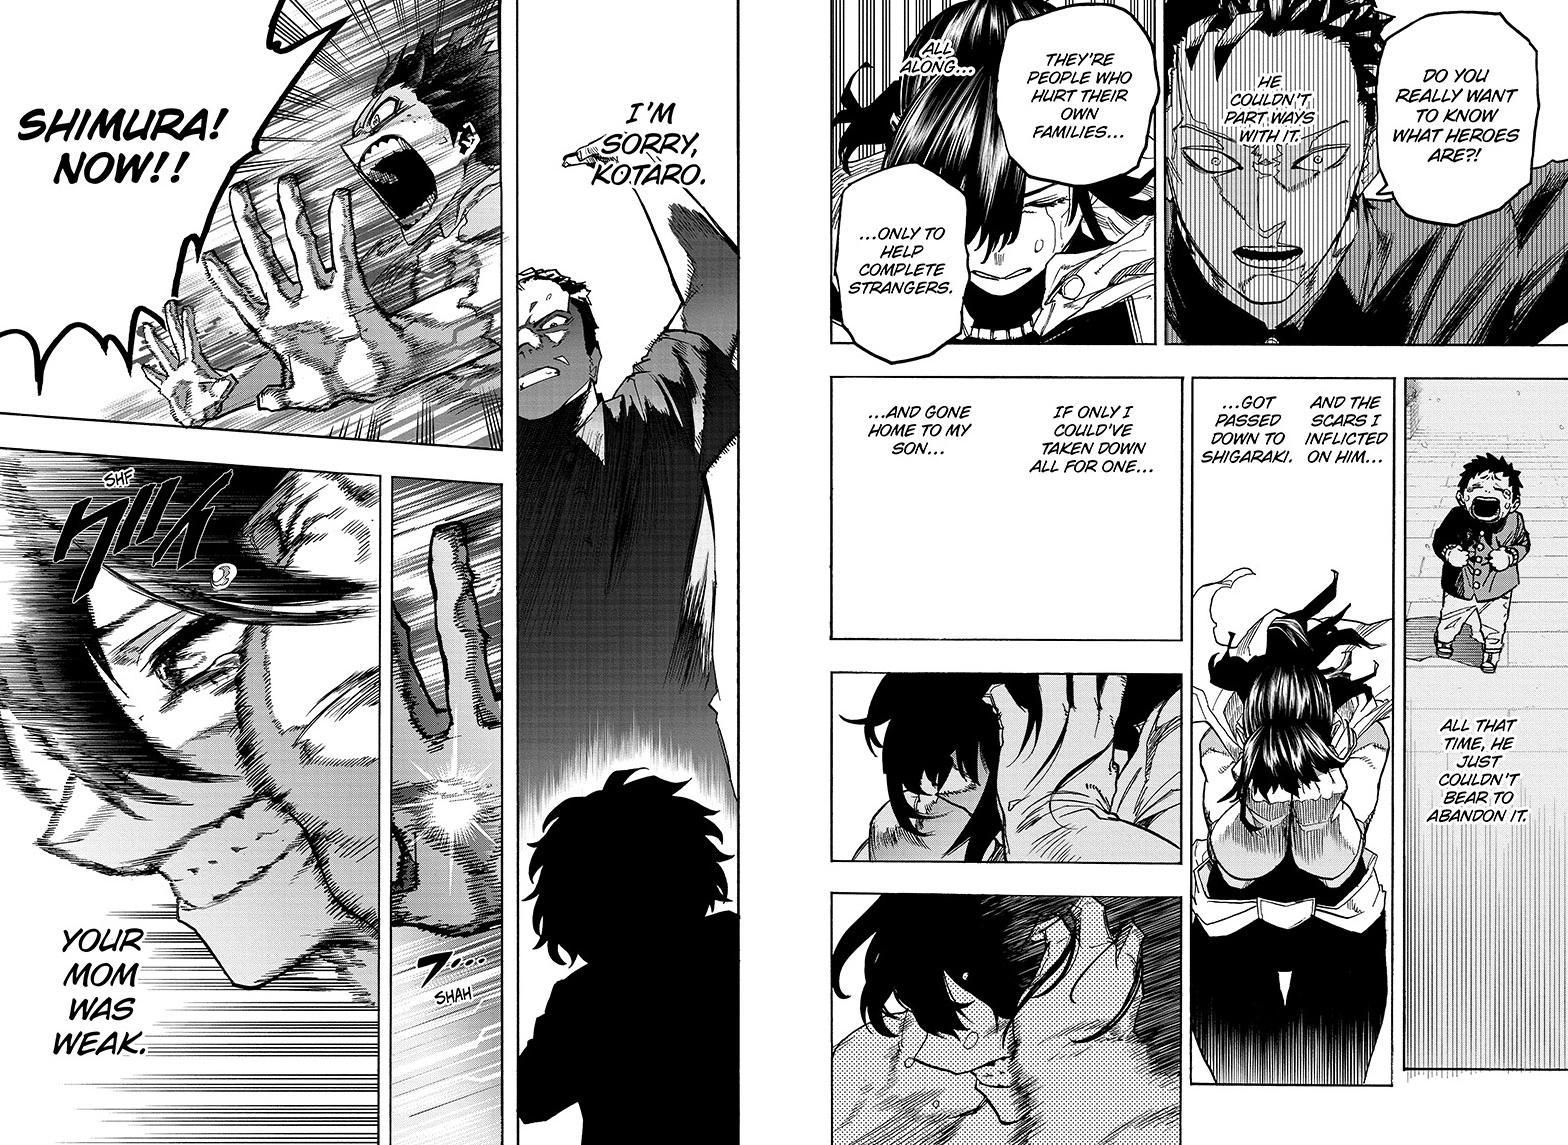 DO YOU
REALLY WANT
TO KNOW
WHAT HEROES
ARE?!
HE
COULDN'T
PART WAYS
WITH IT.
THEY'RE
PEOPLE WHO
HURT THEIR
OWN
FAMILIES...
ALL
ALONG...
...ONLY TO
HELP
COMPLETE
STRANGERS.
ALL THAT
TIME, HE
JUST
COULDN'T
BEAR TO
ABANDON IT.
AND THE
SCARS I
INFLICTED
ON HIM...
...GOT
PASSED
DOWN TO
SHIGARAKI.
IF ONLY I
COULD'VE
TAKEN DOWN
ALL FOR ONE...
...AND GONE
HOME TO MY
SON...
I'M
SORRY,
KOTARO.
SHIMURA!
NOW!!
フ...
SHAH
SHF
グイッ
YOUR
MOM
WAS
WEAK.